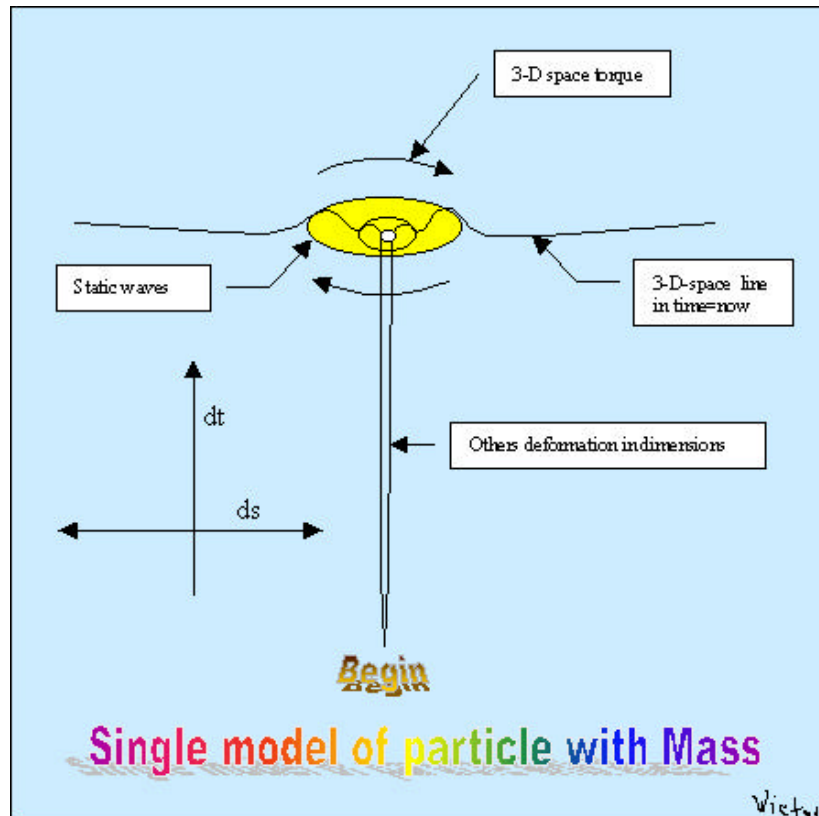 3-D space torque
Static waves
3-D-space line
in time=now
dt
Others deformation in dimensions
ds
Begin
Single model of particle with Mass